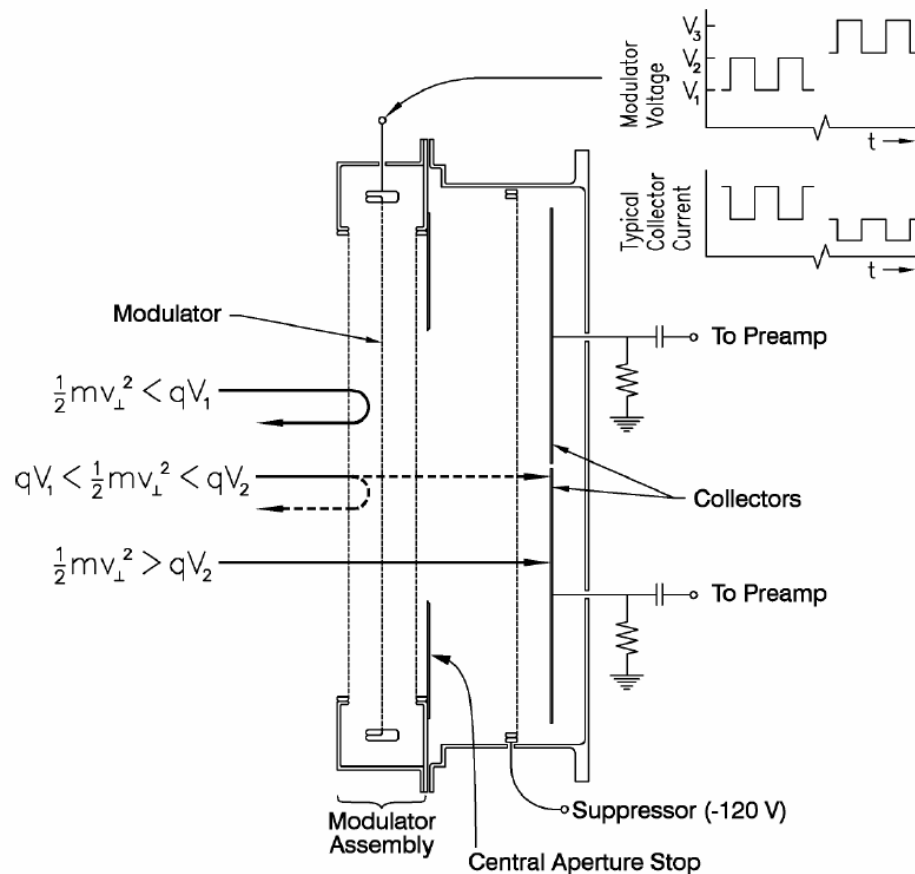 V₃
V₂
V₁
Modulator
Voltage
t
Typical
Collector
Current
t
Modulator
To Preamp
½mv⊥² < qV₁
qV₁ < ½mv⊥² < qV₂
Collectors
½mv⊥² > qV₂
To Preamp
Suppressor (-120 V)
Modulator
Assembly
Central Aperture Stop